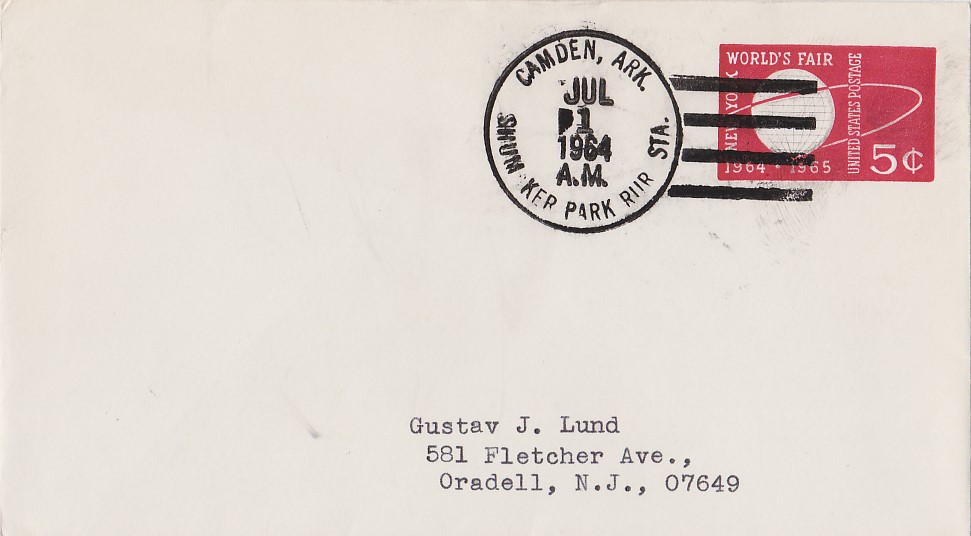 CAMDEN, ARK.
JUL
1
1964
A.M.
PARK RUR STA.
WORLD'S FAIR
NEW YORK
1964 · 1965
UNITED STATES POSTAGE
5¢
Gustav J. Lund
581 Fletcher Ave.,
Oradell, N.J., 07649